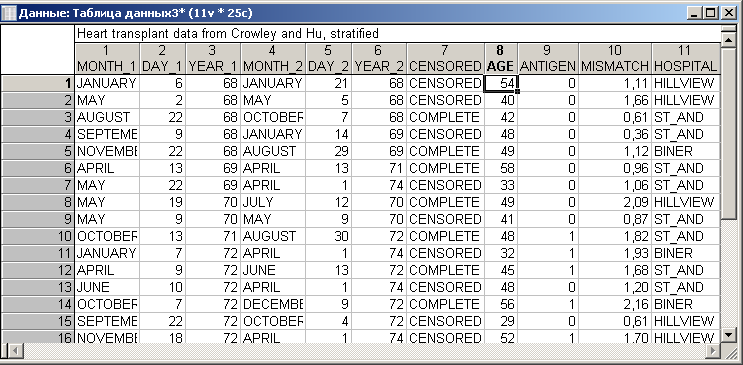 Данные: Таблица данных3* (11v * 25c)
Heart transplant data from Crowley and Hu, stratified
1 2 3 4 5 6 7 8 9 10 11
MONTH_1 DAY_1 YEAR_1 MONTH_2 DAY_2 YEAR_2 CENSORED AGE ANTIGEN MISMATCH HOSPITAL
1 JANUARY 6 68 JANUARY 21 68 CENSORED 54 0 1,11 HILLVIEW
2 MAY 2 68 MAY 5 68 CENSORED 40 0 1,66 HILLVIEW
3 AUGUST 22 68 OCTOBER 7 68 COMPLETE 42 0 0,61 ST_AND
4 SEPTEME 9 68 JANUARY 14 69 CENSORED 48 0 0,36 ST_AND
5 NOVEMBE 22 68 AUGUST 29 69 COMPLETE 49 0 1,12 BINER
6 APRIL 13 69 APRIL 13 71 COMPLETE 58 0 0,96 ST_AND
7 MAY 22 69 APRIL 1 74 CENSORED 33 0 1,06 ST_AND
8 MAY 19 70 JULY 12 70 COMPLETE 49 0 2,09 HILLVIEW
9 MAY 9 70 MAY 9 70 CENSORED 41 0 0,87 ST_AND
10 OCTOBER 13 71 AUGUST 30 72 COMPLETE 48 1 1,82 ST_AND
11 JANUARY 7 72 APRIL 1 74 CENSORED 32 1 1,93 BINER
12 APRIL 9 72 JUNE 13 72 COMPLETE 45 1 1,68 ST_AND
13 JUNE 10 72 APRIL 1 74 CENSORED 48 0 1,20 ST_AND
14 OCTOBER 7 72 DECEMBE 9 72 COMPLETE 56 1 2,16 BINER
15 SEPTEME 22 72 OCTOBER 4 72 CENSORED 29 0 0,61 HILLVIEW
16 NOVEMBE 18 72 APRIL 1 74 CENSORED 52 1 1,70 HILLVIEW